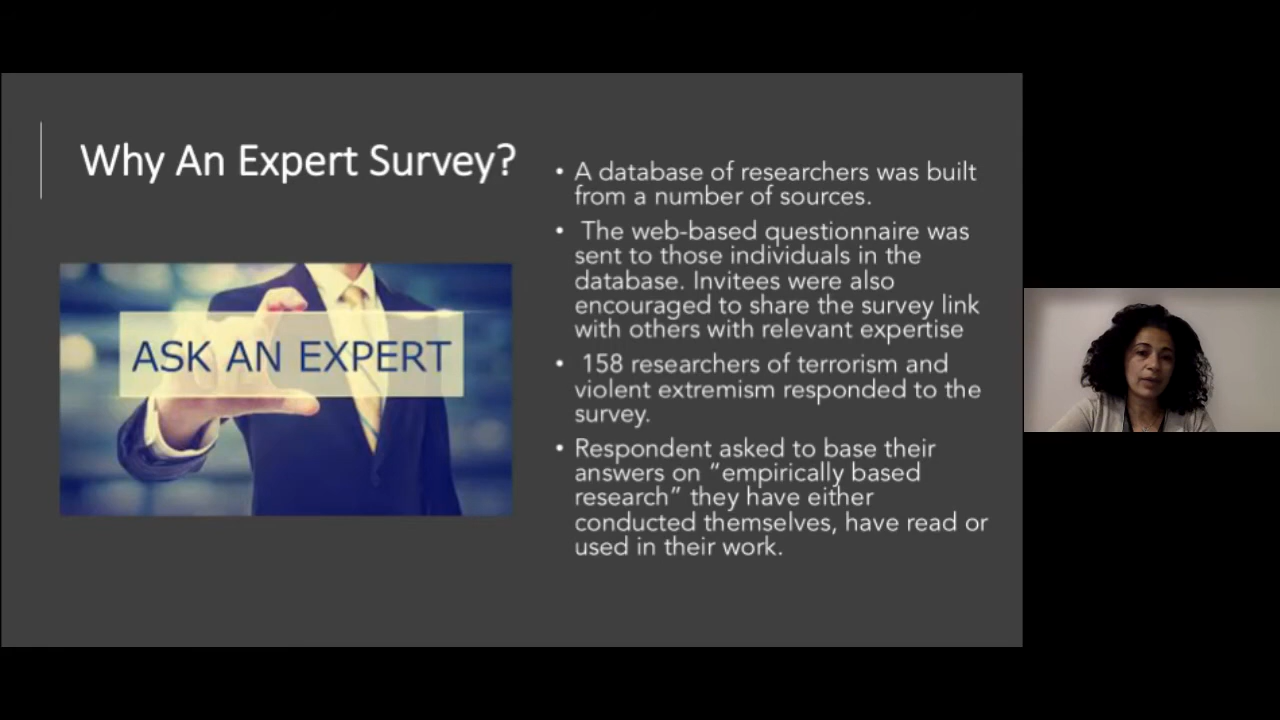 Why An Expert Survey?
ASK AN EXPERT
• A database of researchers was built
from a number of sources.
• The web-based questionnaire was
sent to those individuals in the
database. Invitees were also
encouraged to share the survey link
with others with relevant expertise
• 158 researchers of terrorism and
violent extremism responded to the
survey.
• Respondent asked to base their
answers on “empirically based
research” they have either
conducted themselves, have read or
used in their work.